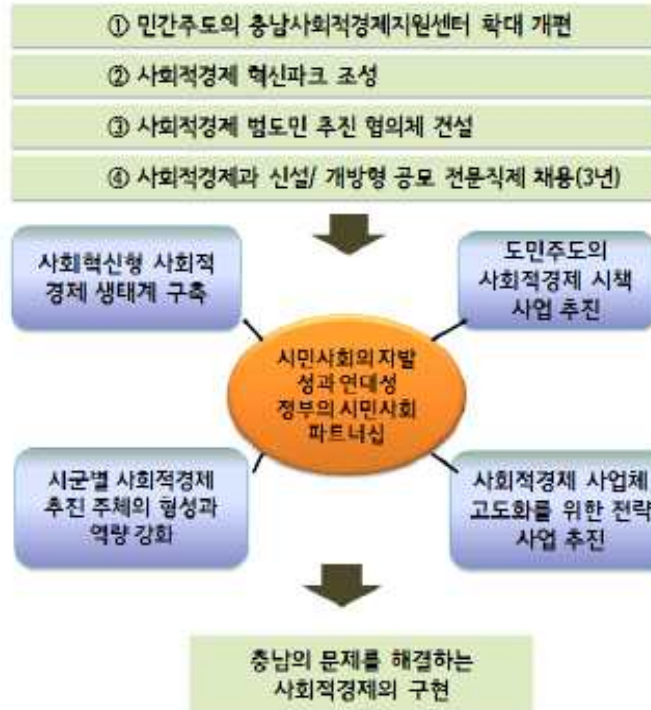 ① 민간주도의 충남사회적경제지원센터 확대 개편
② 사회적경제 혁신파크 조성
③ 사회적경제 범도민 추진 협의체 건설
④ 사회적경제과 신설/ 개방형 공모 전문직제 채용(3년)
사회혁신형 사회적
경제 생태계 구축
도민주도의
사회적경제 시책
사업 추진
시민사회의 자발
성과 연대성
정부의 시민사회
파트너십
시군별 사회적경제
추진 주체의 형성과
역량 강화
사회적경제 사업체
고도화를 위한 전략
사업 추진
충남의 문제를 해결하는
사회적경제의 구현